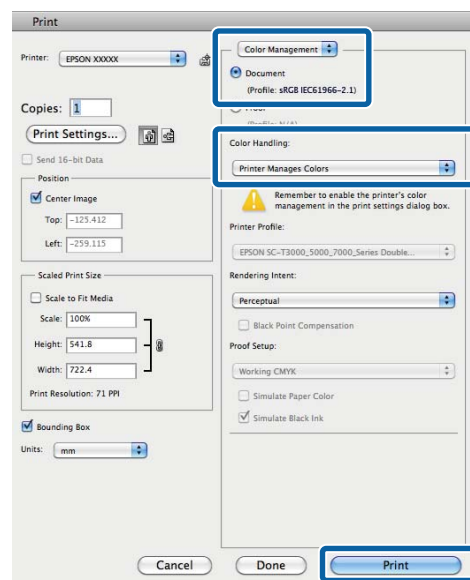 Print
Printer: EPSON XXXXX
Copies: 1
Print Settings...
Send 16-bit Data
Position
Center Image
Top: -125.412
Left: -259.115
Scaled Print Size
Scale to Fit Media
Scale: 100%
Height: 541.8
Width: 722.4
Print Resolution: 71 PPI
Bounding Box
Units: mm
Color Management
Document
(Profile: sRGB IEC61966-2.1)
Color Handling:
Printer Manages Colors
Remember to enable the printer's color
management in the print settings dialog box.
Printer Profile:
EPSON SC-T3000_5000_7000_Series Double...
Rendering Intent:
Perceptual
Black Point Compensation
Proof Setup:
Working CMYK
Simulate Paper Color
Simulate Black Ink
Cancel
Done
Print